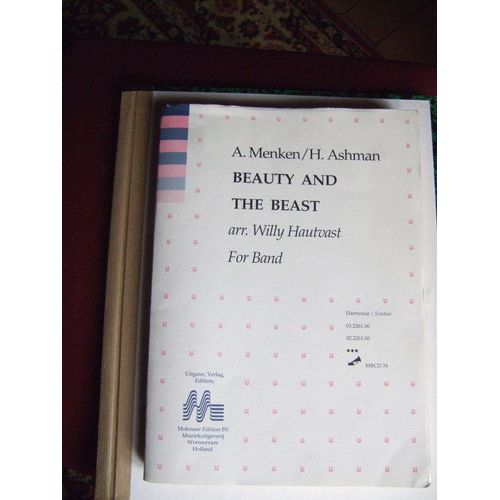 A. Menken/H. Ashman
BEAUTY AND
THE BEAST
arr. Willy Hautvast
For Band
Harmonie / Fanfare
03.2261.06
02.2261.06
***
MBCD 34
Uitgave, Verlag,
Edition:
Molenaar Edition BV
Muziekuitgeverij
Wormerveer
Holland